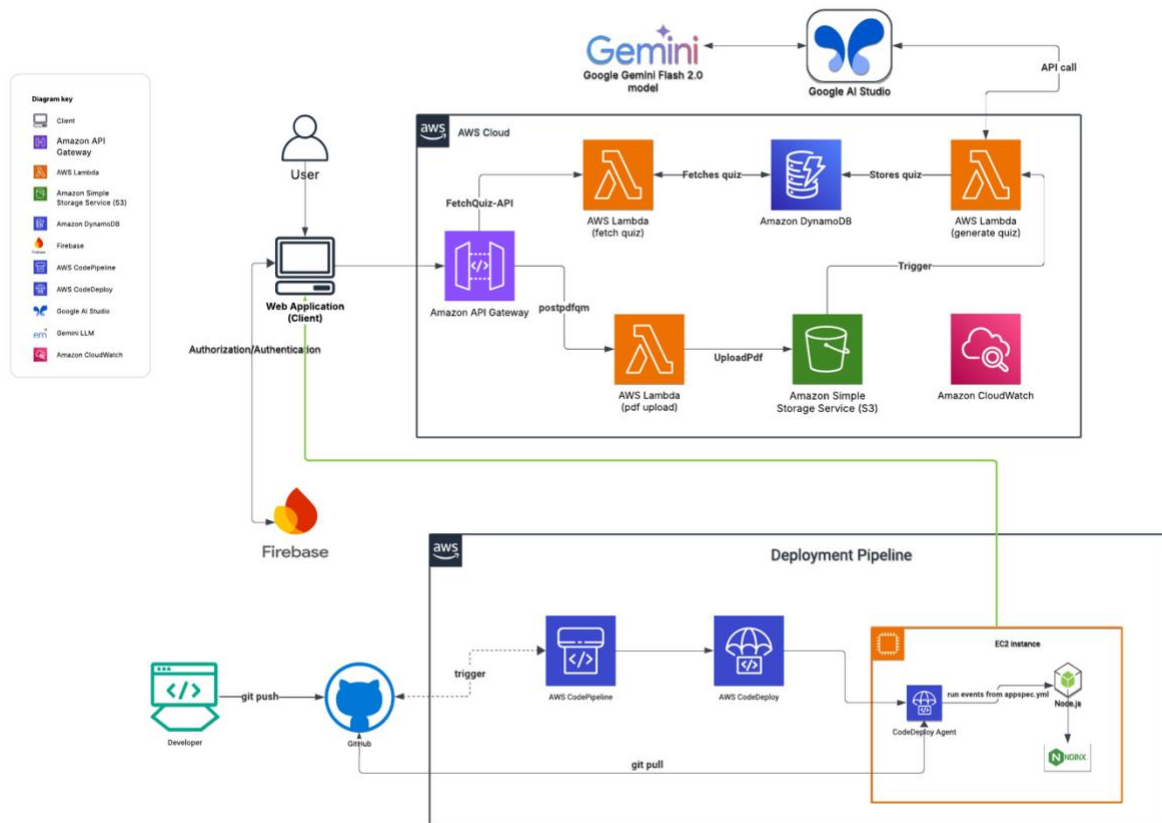 Gemini
Google Gemini Flash 2.0
model
Google AI Studio
API call
Diagram key
Client
Amazon API
Gateway
AWS Lambda
Amazon Simple
Storage Service (S3)
Amazon DynamoDB
Firebase
Firebase
AWS CodePipeline
AWS CodeDeploy
Google AI Studio
em
Gemini LLM
Amazon CloudWatch
User
Web Application
(Client)
Authorization/Authentication
Firebase
aws
AWS Cloud
FetchQuiz-API
AWS Lambda
(fetch quiz)
Fetches quiz
Amazon DynamoDB
Stores quiz
AWS Lambda
(generate quiz)
Amazon API Gateway
postpdfqm
Trigger
AWS Lambda
(pdf upload)
UploadPdf
Amazon Simple
Storage Service (S3)
Amazon CloudWatch
aws
Deployment Pipeline
Developer
git push
GitHub
trigger
AWS CodePipeline
AWS CodeDeploy
EC2 instance
CodeDeploy Agent
run events from appspec.yml
Node.js
N NGINX
git pull